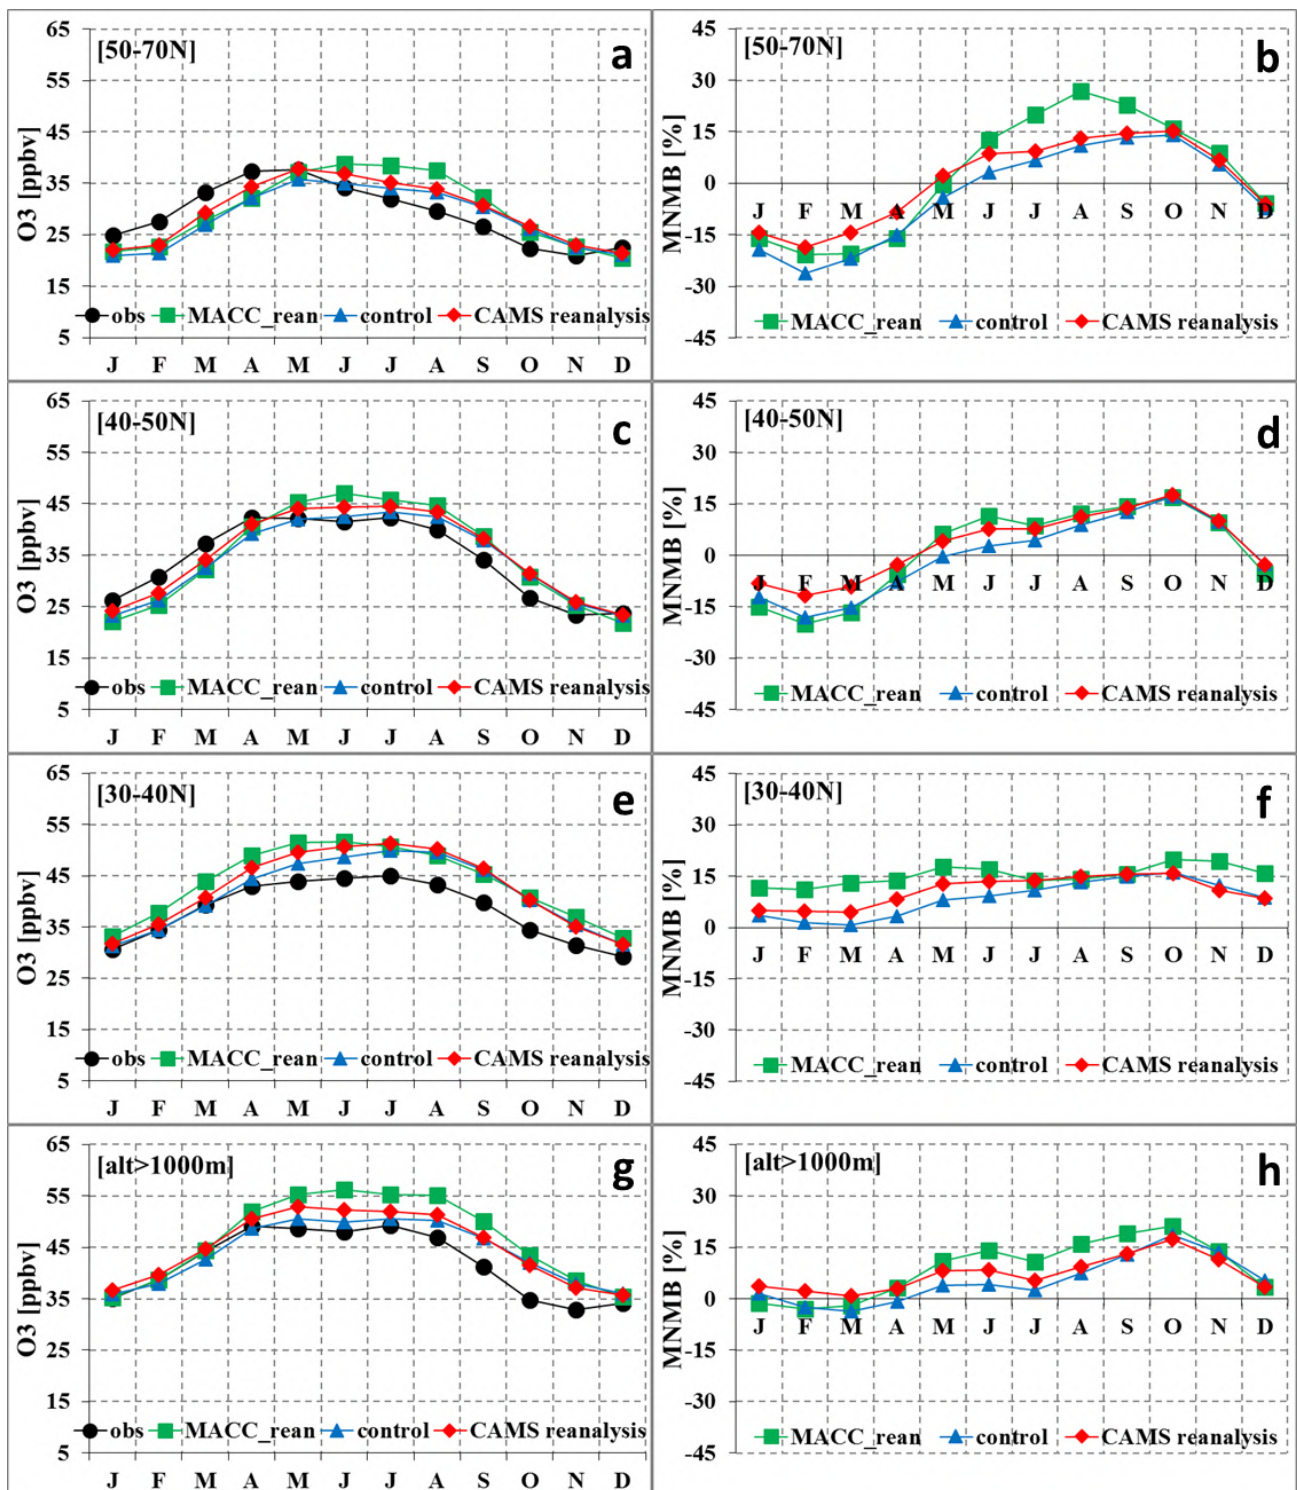 65
55
45
35
25
15
5
O3 [ppbv]
[50-70N]
a
obs MACC_rean control CAMS reanalysis
J F M A M J J A S O N D
45
30
15
0
-15
-30
-45
MNMB [%]
[50-70N]
b
J F M A M J J A S O N D
MACC_rean control CAMS reanalysis
65
55
45
35
25
15
5
O3 [ppbv]
[40-50N]
c
obs MACC_rean control CAMS reanalysis
J F M A M J J A S O N D
45
30
15
0
-15
-30
-45
MNMB [%]
[40-50N]
d
J F M A M J J A S O N D
MACC_rean control CAMS reanalysis
65
55
45
35
25
15
5
O3 [ppbv]
[30-40N]
e
obs MACC_rean control CAMS reanalysis
J F M A M J J A S O N D
45
30
15
0
-15
-30
-45
MNMB [%]
[30-40N]
f
J F M A M J J A S O N D
MACC_rean control CAMS reanalysis
65
55
45
35
25
15
5
O3 [ppbv]
[alt>1000m]
g
obs MACC_rean control CAMS reanalysis
J F M A M J J A S O N D
45
30
15
0
-15
-30
-45
MNMB [%]
[alt>1000m]
h
J F M A M J J A S O N D
MACC_rean control CAMS reanalysis